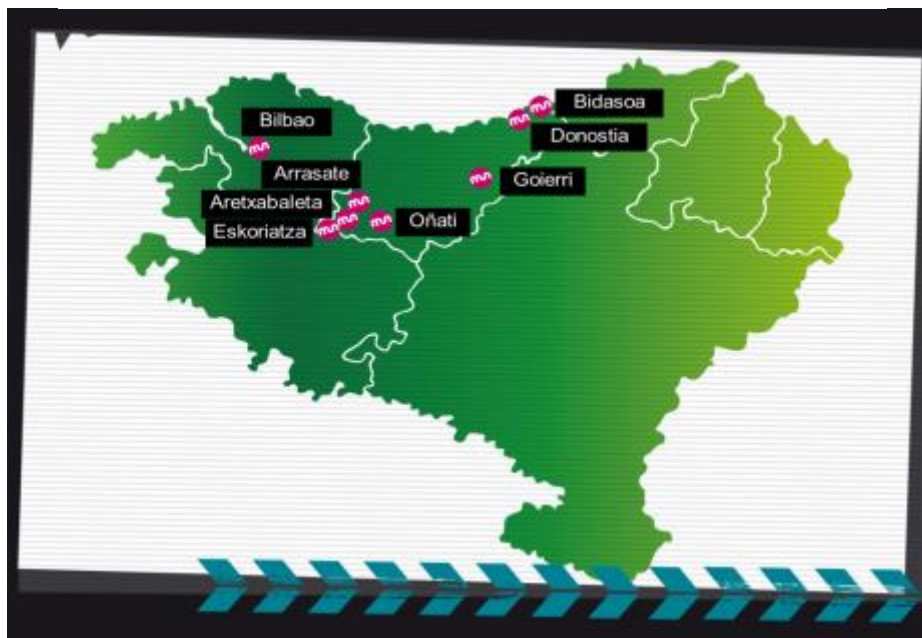 Bidasoa
Bilbao
Donostia
Arrasate
Goierri
Aretxabaleta
Oñati
Eskoriatza